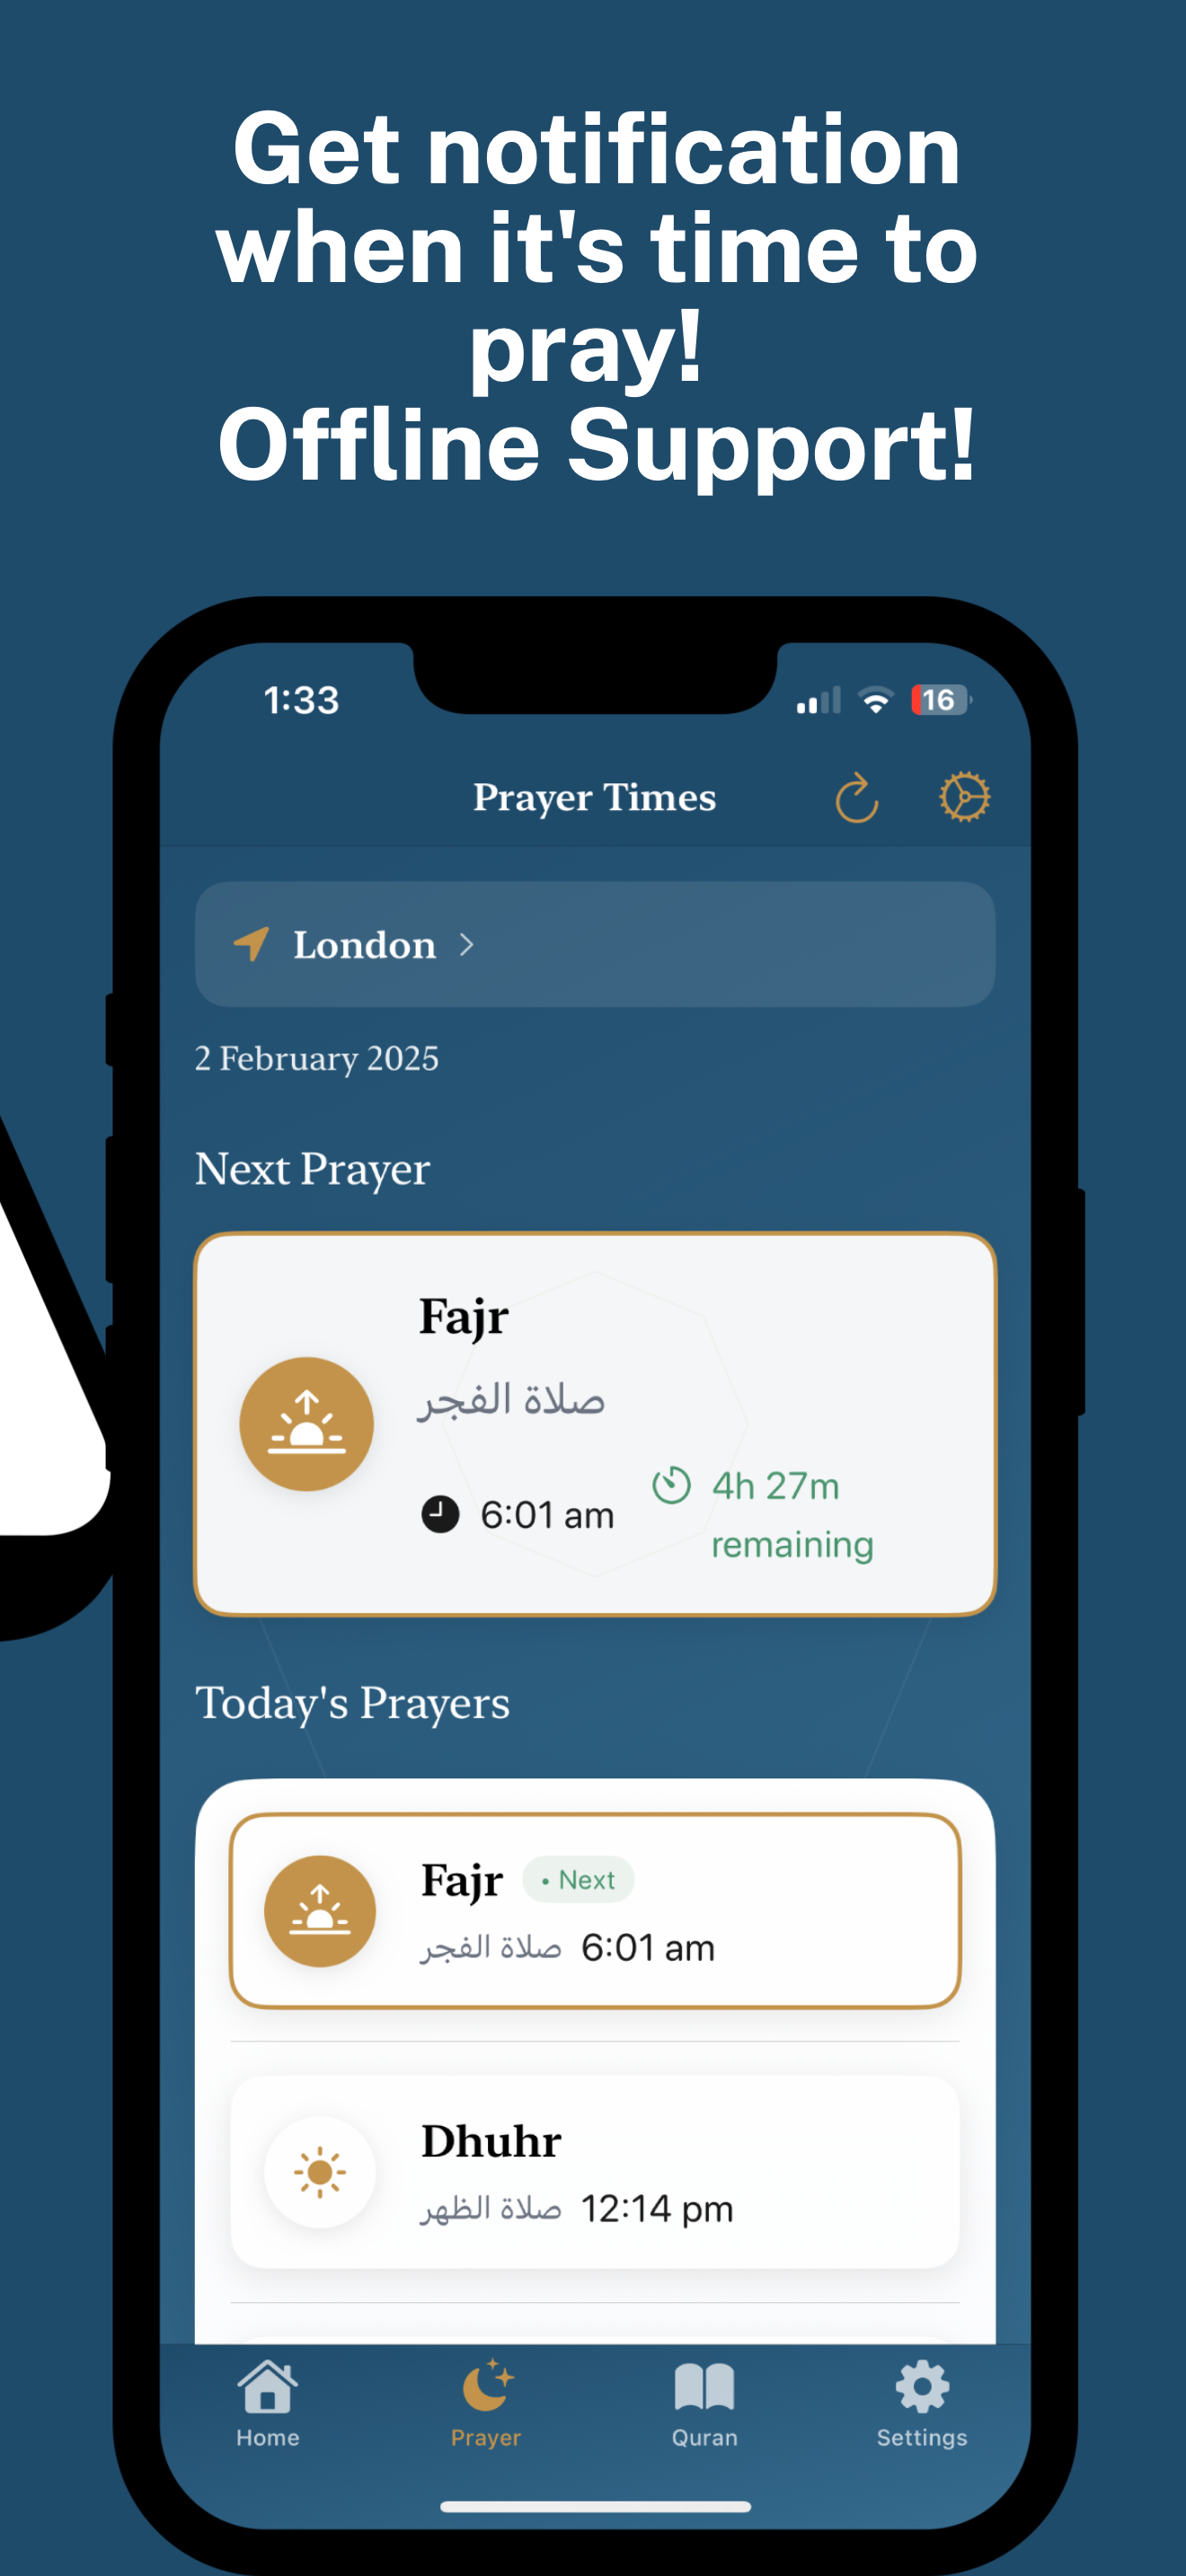 Get notification
when it's time to
pray!
Offline Support!
1:33
16
Prayer Times
London
2 February 2025
Next Prayer
Fajr
صلاة الفجر
6:01 am
4h 27m
remaining
Today's Prayers
Fajr • Next
صلاة الفجر 6:01 am
Dhuhr
صلاة الظهر 12:14 pm
Home Prayer Quran Settings